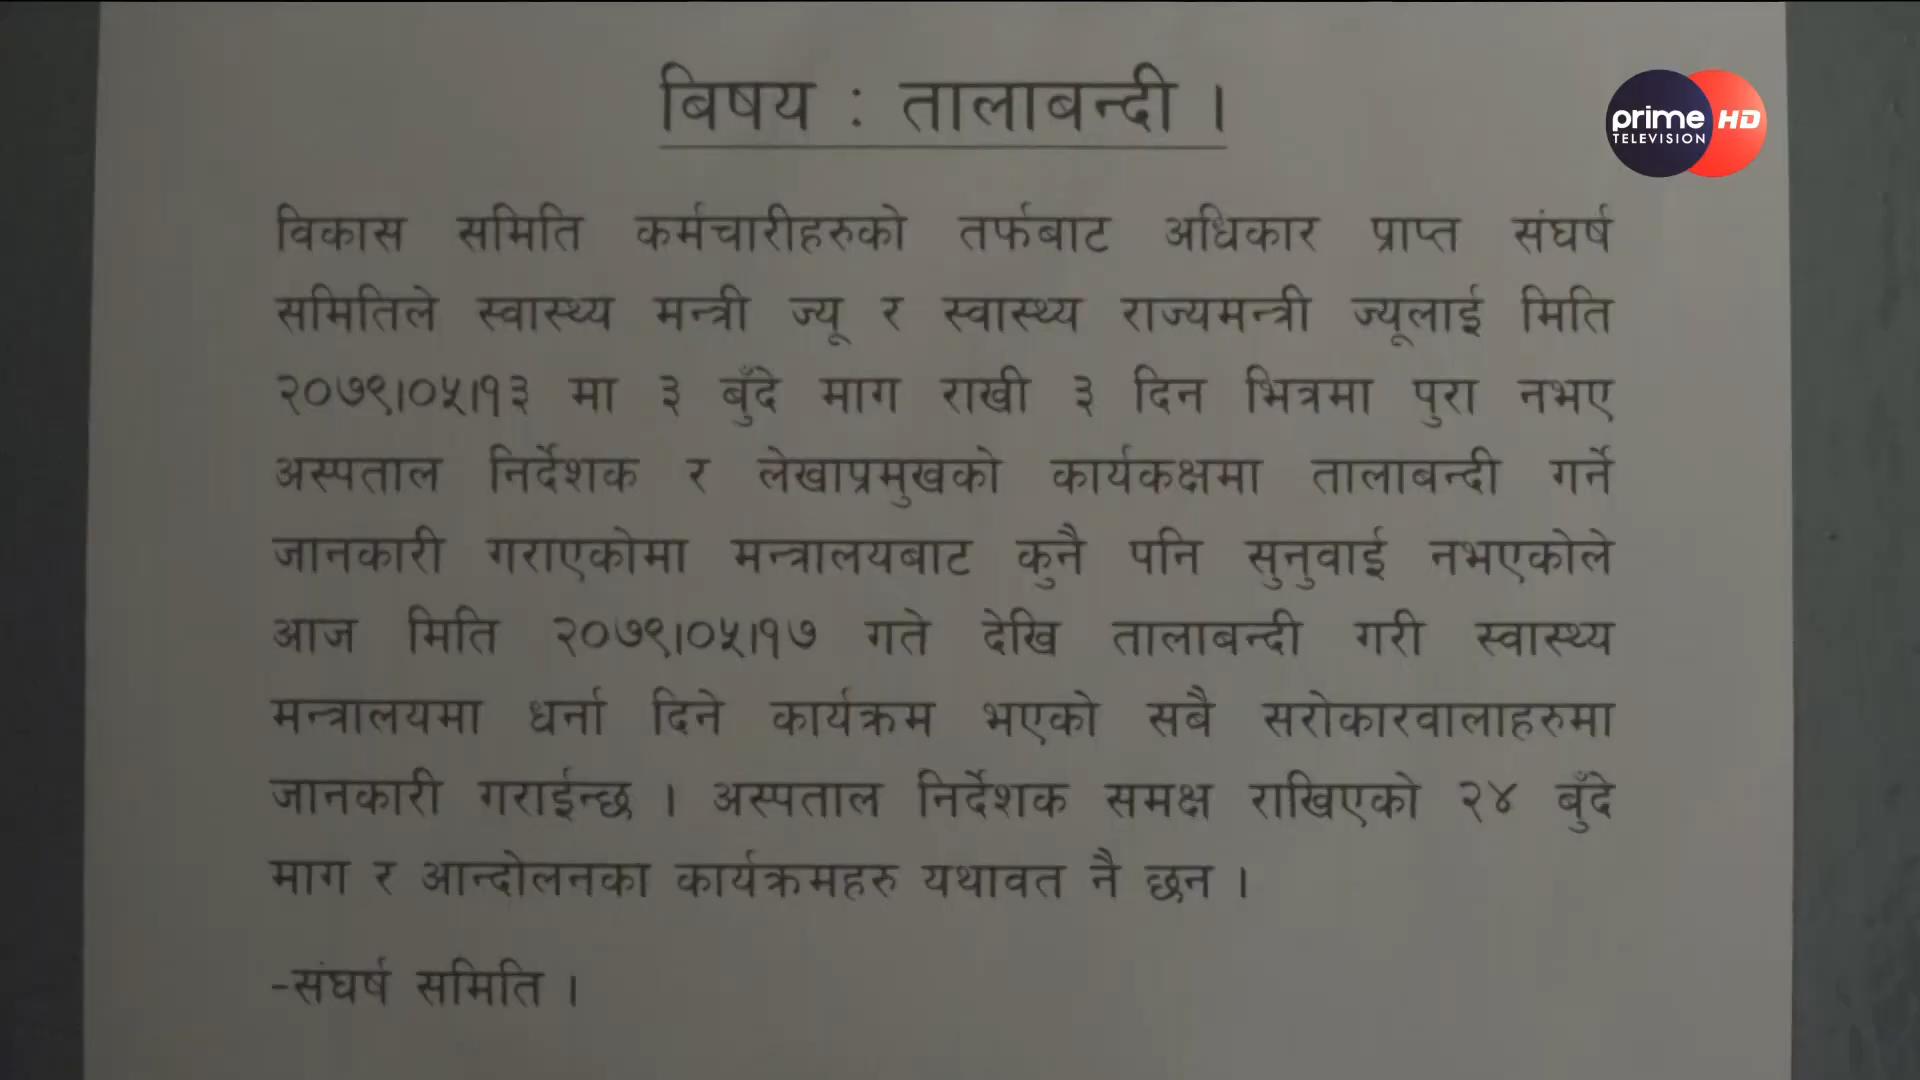 बिषय : तालाबन्दी ।
prime HD
TELEVISION
विकास समिति कर्मचारीहरुको तर्फबाट अधिकार प्राप्त संघर्ष
समितिले स्वास्थ्य मन्त्री ज्यू र स्वास्थ्य राज्यमन्त्री ज्यूलाई मिति
२०७९।०५।१३ मा ३ बुँदे माग राखी ३ दिन भित्रमा पुरा नभए
अस्पताल निर्देशक र लेखाप्रमुखको कार्यकक्षमा तालाबन्दी गर्ने
जानकारी गराएकोमा मन्त्रालयबाट कुनै पनि सुनुवाई नभएकोले
आज मिति २०७९।०५।१७ गते देखि तालाबन्दी गरी स्वास्थ्य
मन्त्रालयमा धर्ना दिने कार्यक्रम भएको सबै सरोकारवालाहरुमा
जानकारी गराईन्छ । अस्पताल निर्देशक समक्ष राखिएको २४ बुँदे
माग र आन्दोलनका कार्यक्रमहरु यथावत नै छन ।
-संघर्ष समिति ।